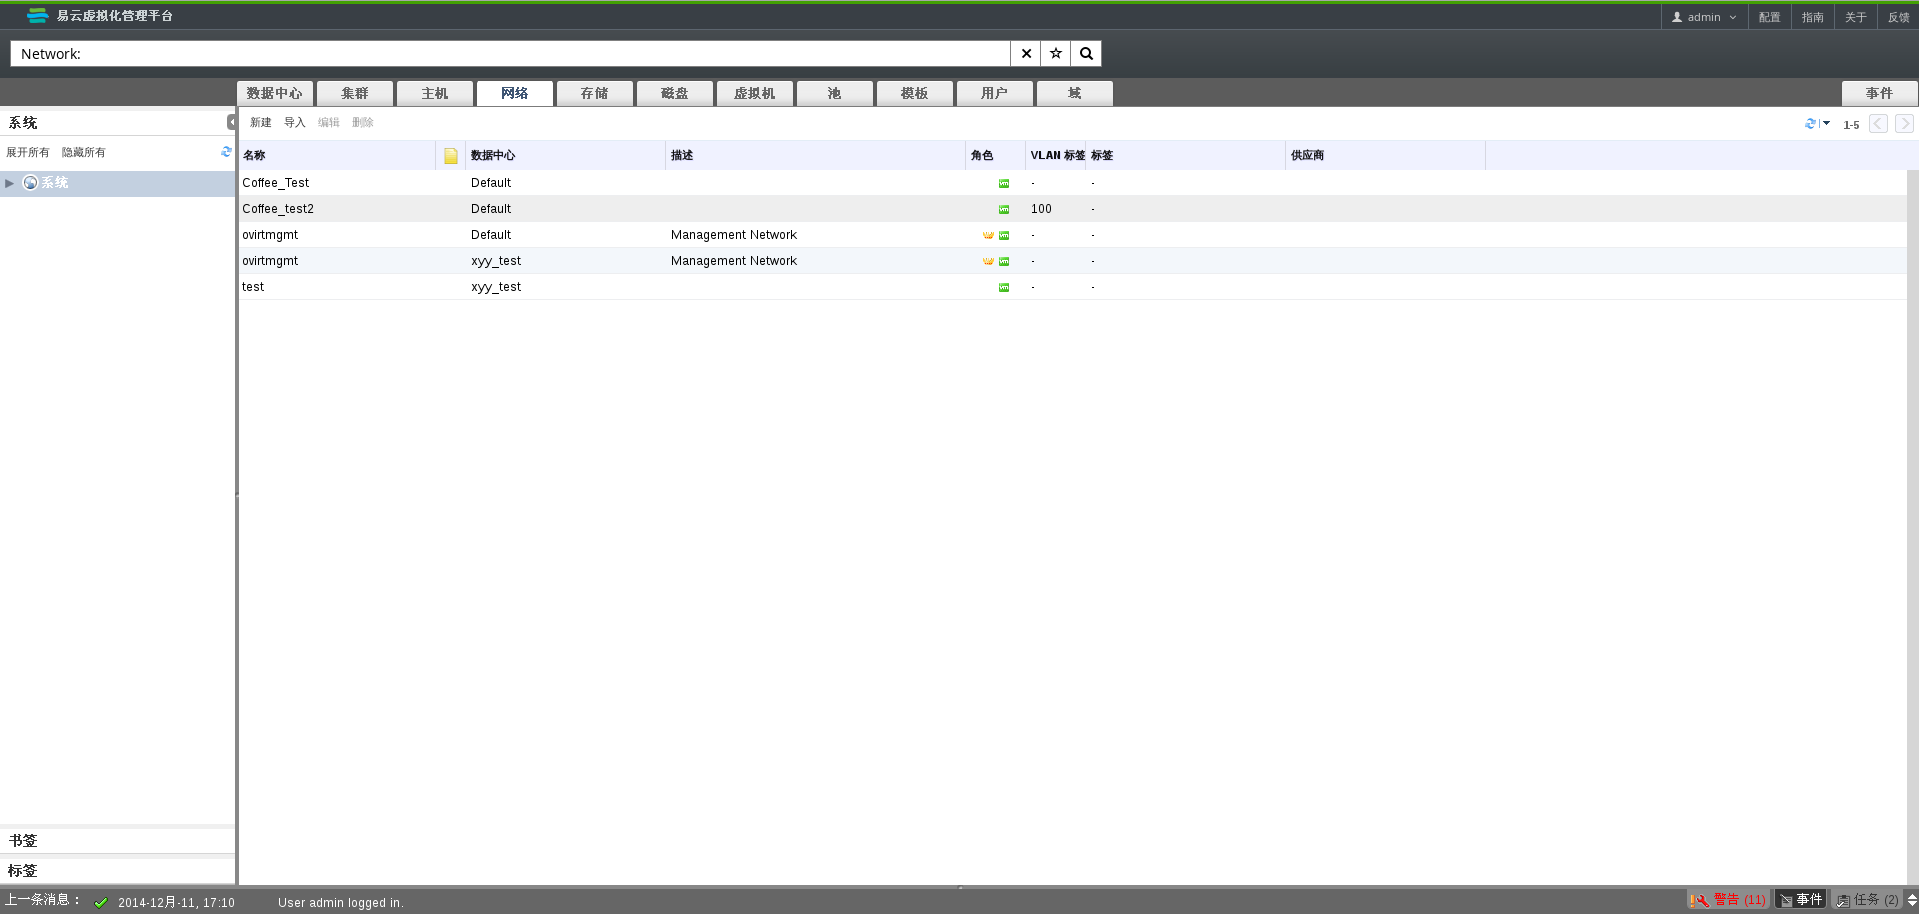 易云虚拟化管理平台
admin 配置 指南 关于 反馈
Network:
数据中心 集群 主机 网络 存储 磁盘 虚拟机 池 模板 用户 域 事件
系统
新建 导入 编辑 删除 1-5
展开所有 隐藏所有
名称 数据中心 描述 角色 VLAN 标签 标签 供应商
系统
Coffee_Test Default - -
Coffee_test2 Default 100 -
ovirtmgmt Default Management Network - -
ovirtmgmt xyy_test Management Network - -
test xyy_test - -
书签
标签
上一条消息： 2014-12月-11, 17:10 User admin logged in. 警告 (11) 事件 任务 (2)